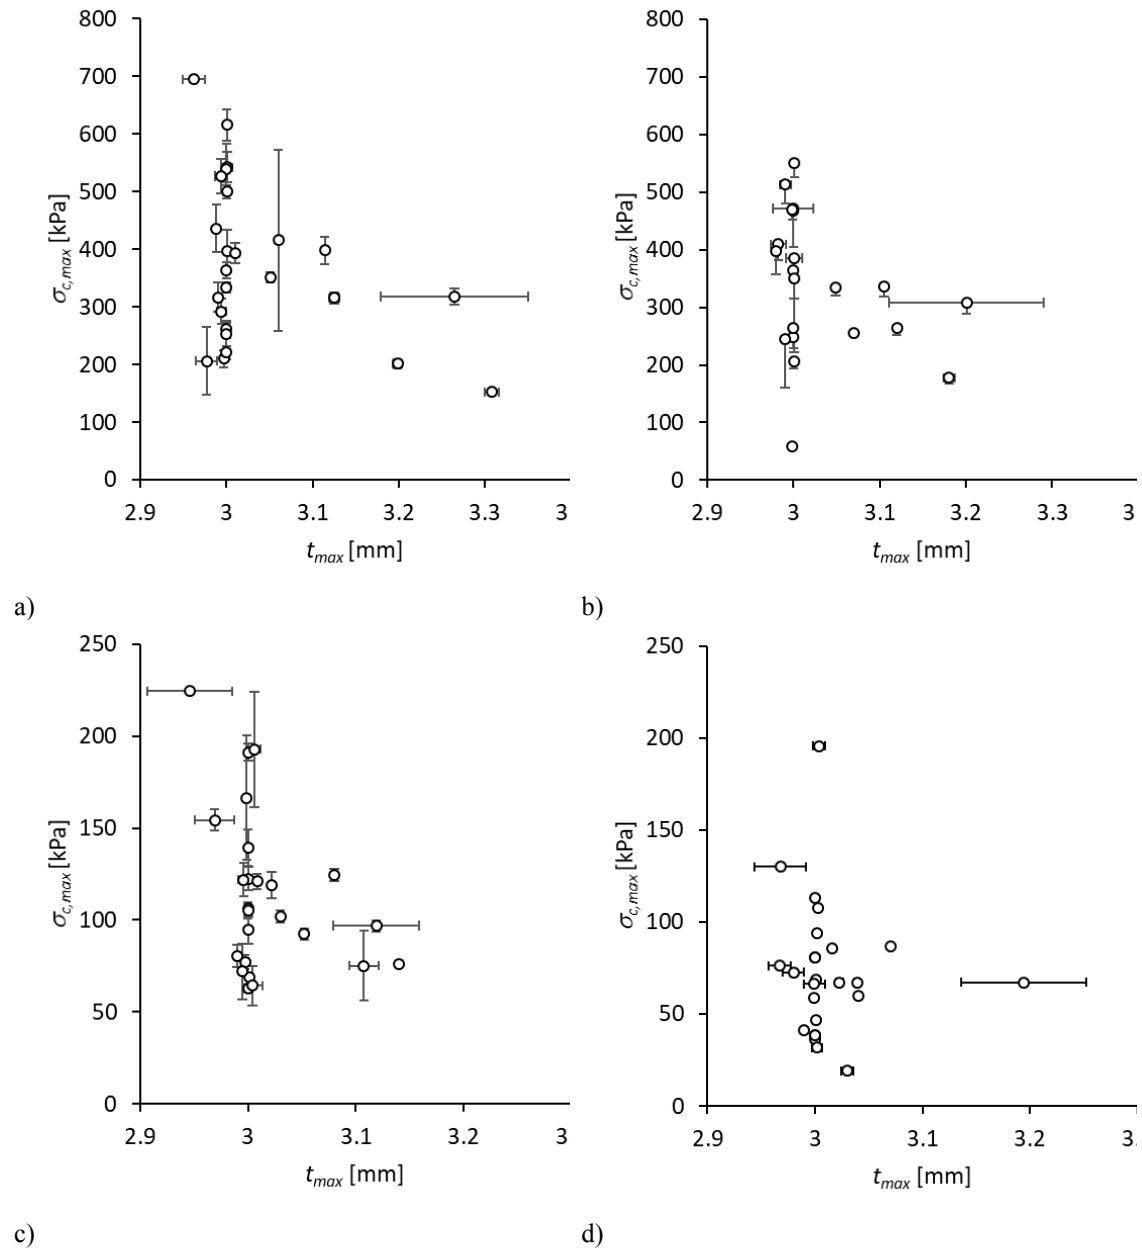 800
700
600
500
400
300
200
100
0
2.9 3 3.1 3.2 3.3 3
σc,max [kPa]
tmax [mm]
a)
800
700
600
500
400
300
200
100
0
2.9 3 3.1 3.2 3.3 3
σc,max [kPa]
tmax [mm]
b)
250
200
150
100
50
0
2.9 3 3.1 3.2 3
σc,max [kPa]
tmax [mm]
c)
250
200
150
100
50
0
2.9 3 3.1 3.2 3.
σc,max [kPa]
tmax [mm]
d)